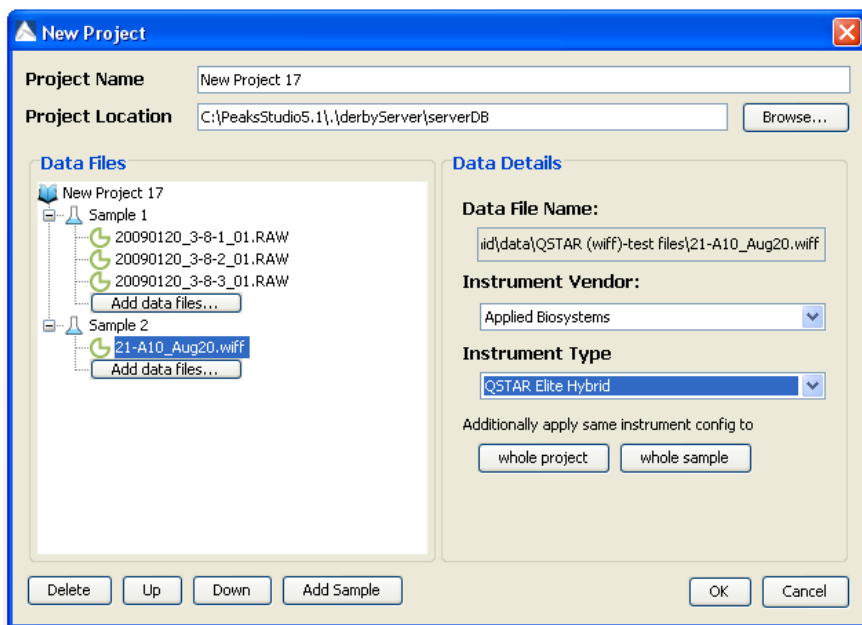 New Project
Project Name New Project 17
Project Location C:\PeaksStudio5.1\.\derbyServer\serverDB Browse...
Data Files
New Project 17
Sample 1
20090120_3-8-1_01.RAW
20090120_3-8-2_01.RAW
20090120_3-8-3_01.RAW
Add data files...
Sample 2
21-A10_Aug20.wiff
Add data files...
Data Details
Data File Name:
iid\data\QSTAR (wiff)-test files\21-A10_Aug20.wiff
Instrument Vendor:
Applied Biosystems
Instrument Type
QSTAR Elite Hybrid
Additionally apply same instrument config to
whole project whole sample
Delete Up Down Add Sample OK Cancel